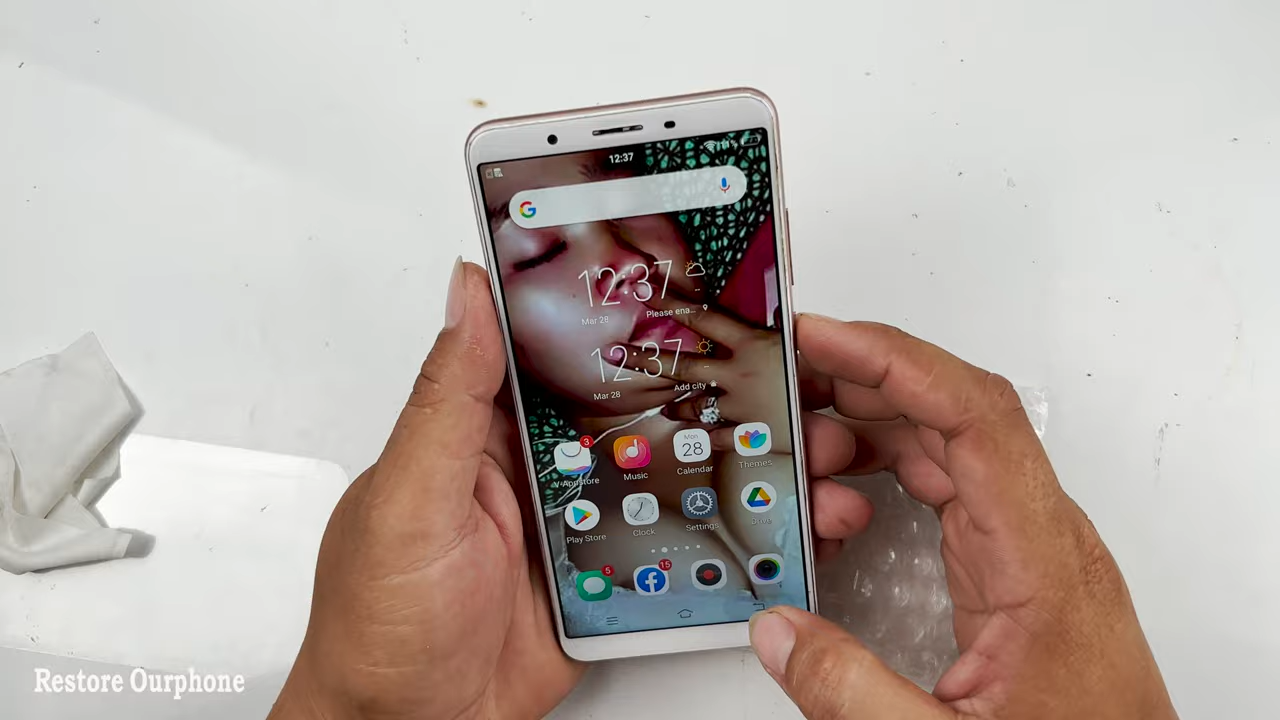 12:37
G
12:37
Mar 28
Please ena...
12:37
Mar 28
Add city
3
V-Appstore
Music
Mon
28
Calendar
Themes
Play Store
Clock
Settings
Drive
5
15
Restore Ourphone